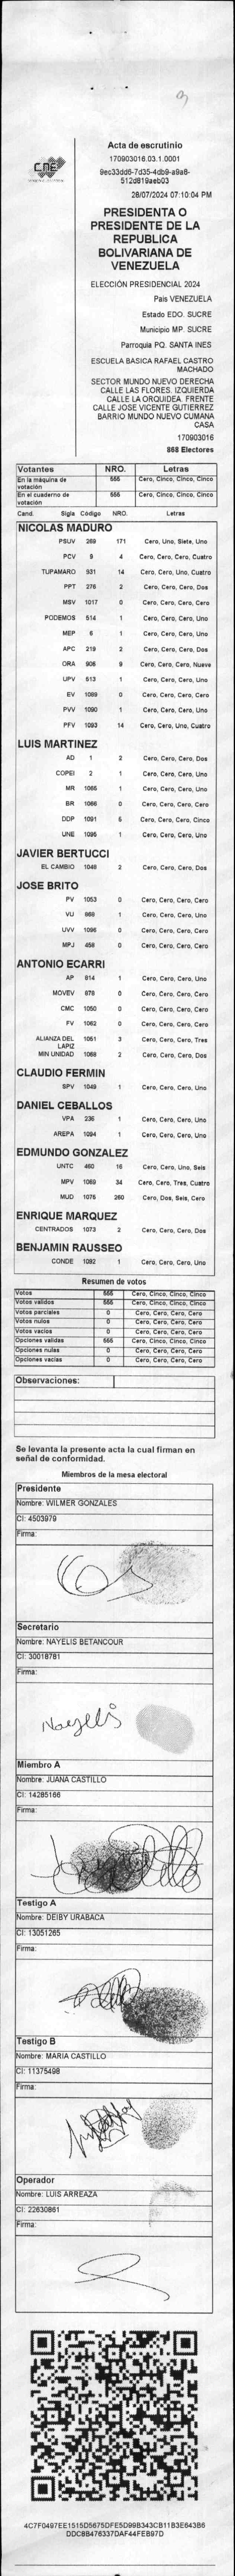 Acta de escrutinio
170903016.03.1.0001
9ec33dd6-7d35-4db9-a9a8-
512d819aeb03
28/07/2024 07:10:04 PM
CNE
PRESIDENTA O
PRESIDENTE DE LA
REPUBLICA
BOLIVARIANA DE
VENEZUELA
ELECCIÓN PRESIDENCIAL 2024
Pais VENEZUELA
Estado EDO. SUCRE
Municipio MP. SUCRE
Parroquia PQ. SANTA INES
ESCUELA BASICA RAFAEL CASTRO
MACHADO
SECTOR MUNDO NUEVO DERECHA
CALLE LAS FLORES. IZQUIERDA
CALLE LA ORQUIDEA. FRENTE
CALLE JOSE VICENTE GUTIERREZ
BARRIO MUNDO NUEVO CUMANA
CASA
170903016
868 Electores
Votantes NRO. Letras
En la máquina de votación 555 Cero, Cinco, Cinco, Cinco
En el cuaderno de votación 555 Cero, Cinco, Cinco, Cinco
Cand. Sigla Código NRO. Letras
NICOLAS MADURO
PSUV 269 171 Cero, Uno, Siete, Uno
PCV 9 4 Cero, Cero, Cero, Cuatro
TUPAMARO 931 14 Cero, Cero, Uno, Cuatro
PPT 276 2 Cero, Cero, Cero, Dos
MSV 1017 0 Cero, Cero, Cero, Cero
PODEMOS 514 1 Cero, Cero, Cero, Uno
MEP 6 1 Cero, Cero, Cero, Uno
APC 219 2 Cero, Cero, Cero, Dos
ORA 906 9 Cero, Cero, Cero, Nueve
UPV 513 1 Cero, Cero, Cero, Uno
EV 1089 0 Cero, Cero, Cero, Cero
PVV 1090 1 Cero, Cero, Cero, Uno
PFV 1093 14 Cero, Cero, Uno, Cuatro
LUIS MARTINEZ
AD 1 2 Cero, Cero, Cero, Dos
COPEI 2 1 Cero, Cero, Cero, Uno
MR 1065 1 Cero, Cero, Cero, Uno
BR 1066 0 Cero, Cero, Cero, Cero
DDP 1091 5 Cero, Cero, Cero, Cinco
UNE 1095 1 Cero, Cero, Cero, Uno
JAVIER BERTUCCI
EL CAMBIO 1048 2 Cero, Cero, Cero, Dos
JOSE BRITO
PV 1053 0 Cero, Cero, Cero, Cero
VU 868 1 Cero, Cero, Cero, Uno
UVV 1096 0 Cero, Cero, Cero, Cero
MPJ 458 0 Cero, Cero, Cero, Cero
ANTONIO ECARRI
AP 814 1 Cero, Cero, Cero, Uno
MOVEV 978 0 Cero, Cero, Cero, Cero
CMC 1050 0 Cero, Cero, Cero, Cero
FV 1062 0 Cero, Cero, Cero, Cero
ALIANZA DEL LAPIZ 1051 3 Cero, Cero, Cero, Tres
MIN UNIDAD 1068 2 Cero, Cero, Cero, Dos
CLAUDIO FERMIN
SPV 1049 1 Cero, Cero, Cero, Uno
DANIEL CEBALLOS
VPA 236 1 Cero, Cero, Cero, Uno
AREPA 1094 1 Cero, Cero, Cero, Uno
EDMUNDO GONZALEZ
UNTC 460 16 Cero, Cero, Uno, Seis
MPV 1069 34 Cero, Cero, Tres, Cuatro
MUD 1075 260 Cero, Dos, Seis, Cero
ENRIQUE MARQUEZ
CENTRADOS 1073 2 Cero, Cero, Cero, Dos
BENJAMIN RAUSSEO
CONDE 1092 1 Cero, Cero, Cero, Uno
Resumen de votos
Votos 555 Cero, Cinco, Cinco, Cinco
Votos validos 555 Cero, Cinco, Cinco, Cinco
Votos parciales 0 Cero, Cero, Cero, Cero
Votos nulos 0 Cero, Cero, Cero, Cero
Votos vacios 0 Cero, Cero, Cero, Cero
Opciones validas 555 Cero, Cinco, Cinco, Cinco
Opciones nulas 0 Cero, Cero, Cero, Cero
Opciones vacias 0 Cero, Cero, Cero, Cero
Observaciones:
Se levanta la presente acta la cual firman en
señal de conformidad.
Miembros de la mesa electoral
Presidente
Nombre: WILMER GONZALES
CI: 4503979
Firma:
Secretario
Nombre: NAYELIS BETANCOUR
CI: 30018781
Firma:
Nayelis
Miembro A
Nombre: JUANA CASTILLO
CI: 14285166
Firma:
Testigo A
Nombre: DEIBY URABACA
CI: 13051265
Firma:
Testigo B
Nombre: MARIA CASTILLO
CI: 11375498
Firma:
Operador
Nombre: LUIS ARREAZA
CI: 22630861
Firma:
4C7F0497EE1515D5675DFE5D99B343CB11B3E643B6
DDC8B476337DAF44FEB97D